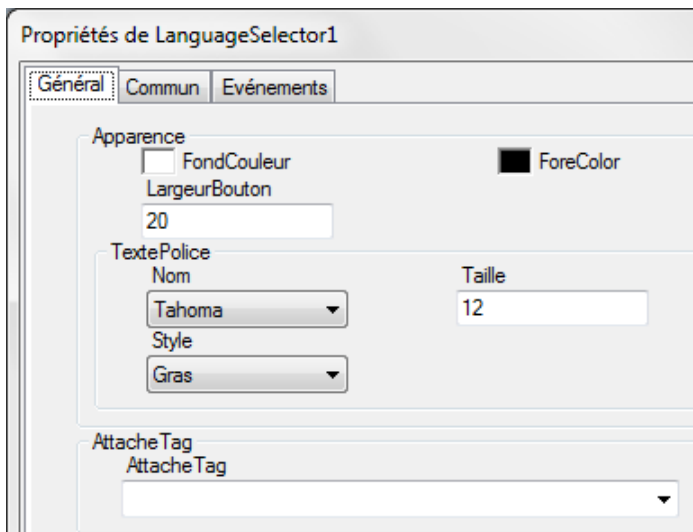 Propriétés de LanguageSelector1
Général Commun Evénements
Apparence
FondCouleur ForeColor
LargeurBouton
20
TextePolice
Nom Taille
Tahoma 12
Style
Gras
AttacheTag
AttacheTag